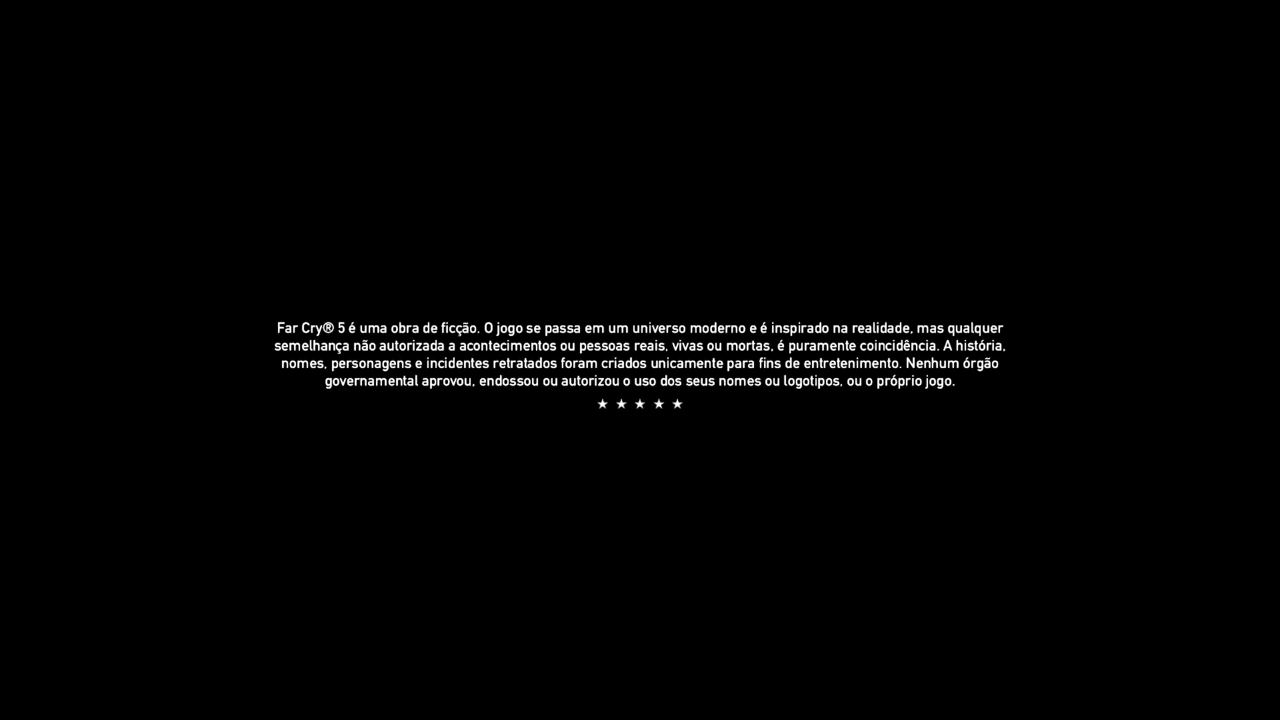 Far Cry® 5 é uma obra de ficção. O jogo se passa em um universo moderno e é inspirado na realidade, mas qualquer
semelhança não autorizada a acontecimentos ou pessoas reais, vivas ou mortas, é puramente coincidência. A história,
nomes, personagens e incidentes retratados foram criados unicamente para fins de entretenimento. Nenhum órgão
governamental aprovou, endossou ou autorizou o uso dos seus nomes ou logotipos, ou o próprio jogo.
★ ★ ★ ★ ★